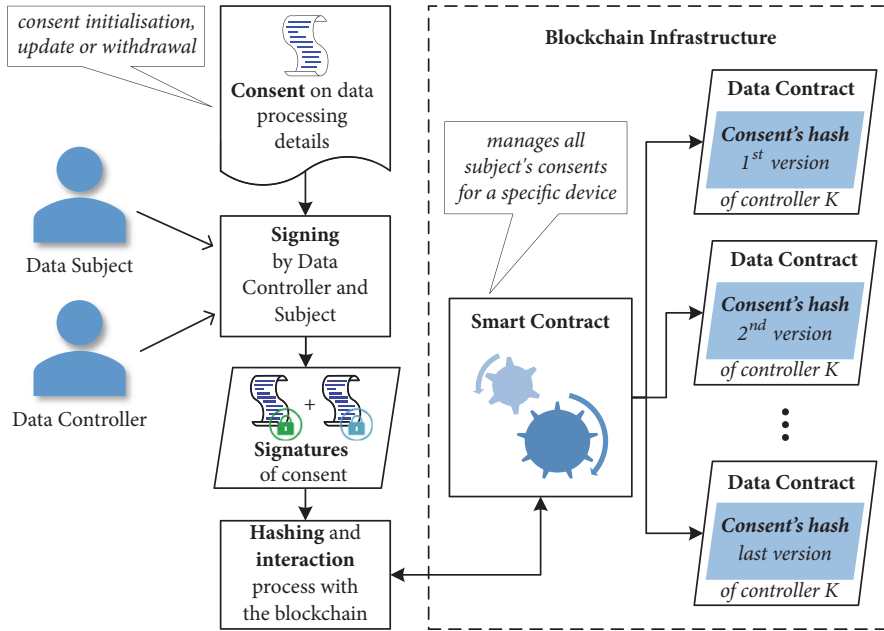 consent initialisation,
update or withdrawal
Consent on data
processing
details
Data Subject
Data Controller
Signing
by Data
Controller and
Subject
+
Signatures
of consent
Hashing and
interaction
process with
the blockchain
Blockchain Infrastructure
manages all
subject's consents
for a specific device
Smart Contract
Data Contract
Consent's hash
1st version
of controller K
Data Contract
Consent's hash
2nd version
of controller K
Data Contract
Consent's hash
last version
of controller K